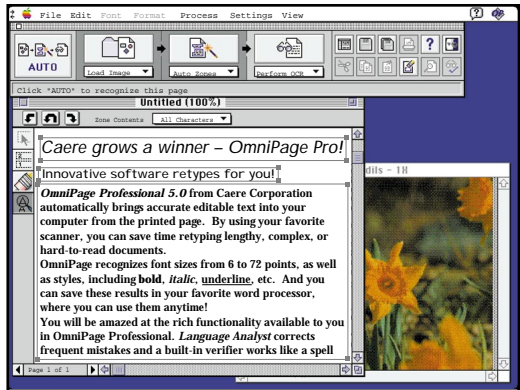 File Edit Font Format Process Settings View
AUTO
Load Image
Auto Zones
Perform OCR
Click "AUTO" to recognize this page
Untitled (100%)
Zone Contents All Characters
Caere grows a winner – OmniPage Pro!
Innovative software retypes for you!
OmniPage Professional 5.0 from Caere Corporation
automatically brings accurate editable text into your
computer from the printed page. By using your favorite
scanner, you can save time retyping lengthy, complex, or
hard-to-read documents.
OmniPage recognizes font sizes from 6 to 72 points, as well
as styles, including bold, italic, underline, etc. And you
can save these results in your favorite word processor,
where you can use them anytime!
You will be amazed at the rich functionality available to you
in OmniPage Professional. Language Analyst corrects
frequent mistakes and a built-in verifier works like a spell
Page 1 of 1
dils - 1X